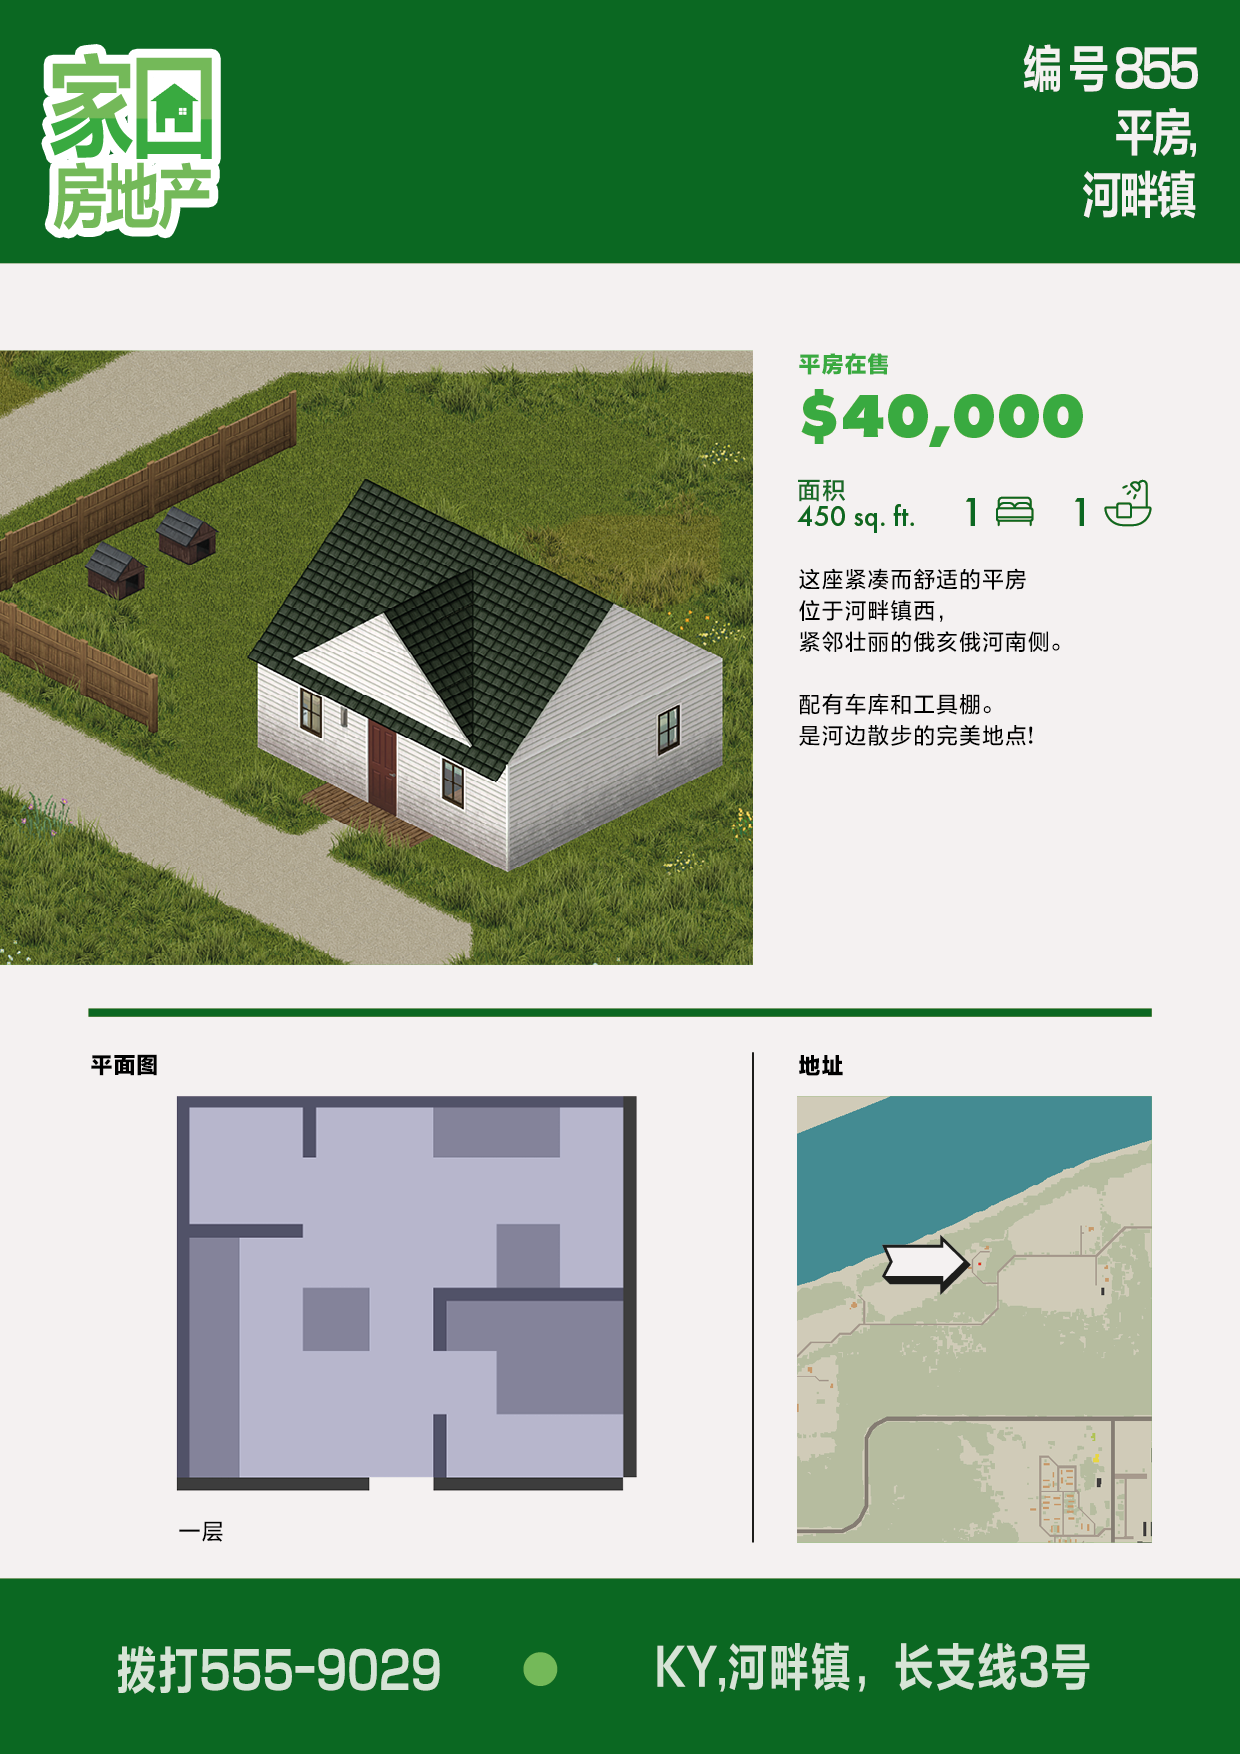 家园
房地产
编号855
平房,
河畔镇
平房在售
$40,000
面积
450 sq. ft.
1
1
这座紧凑而舒适的平房
位于河畔镇西，
紧邻壮丽的俄亥俄河南侧。
配有车库和工具棚。
是河边散步的完美地点!
平面图
地址
一层
拨打555-9029
KY,河畔镇，长支线3号